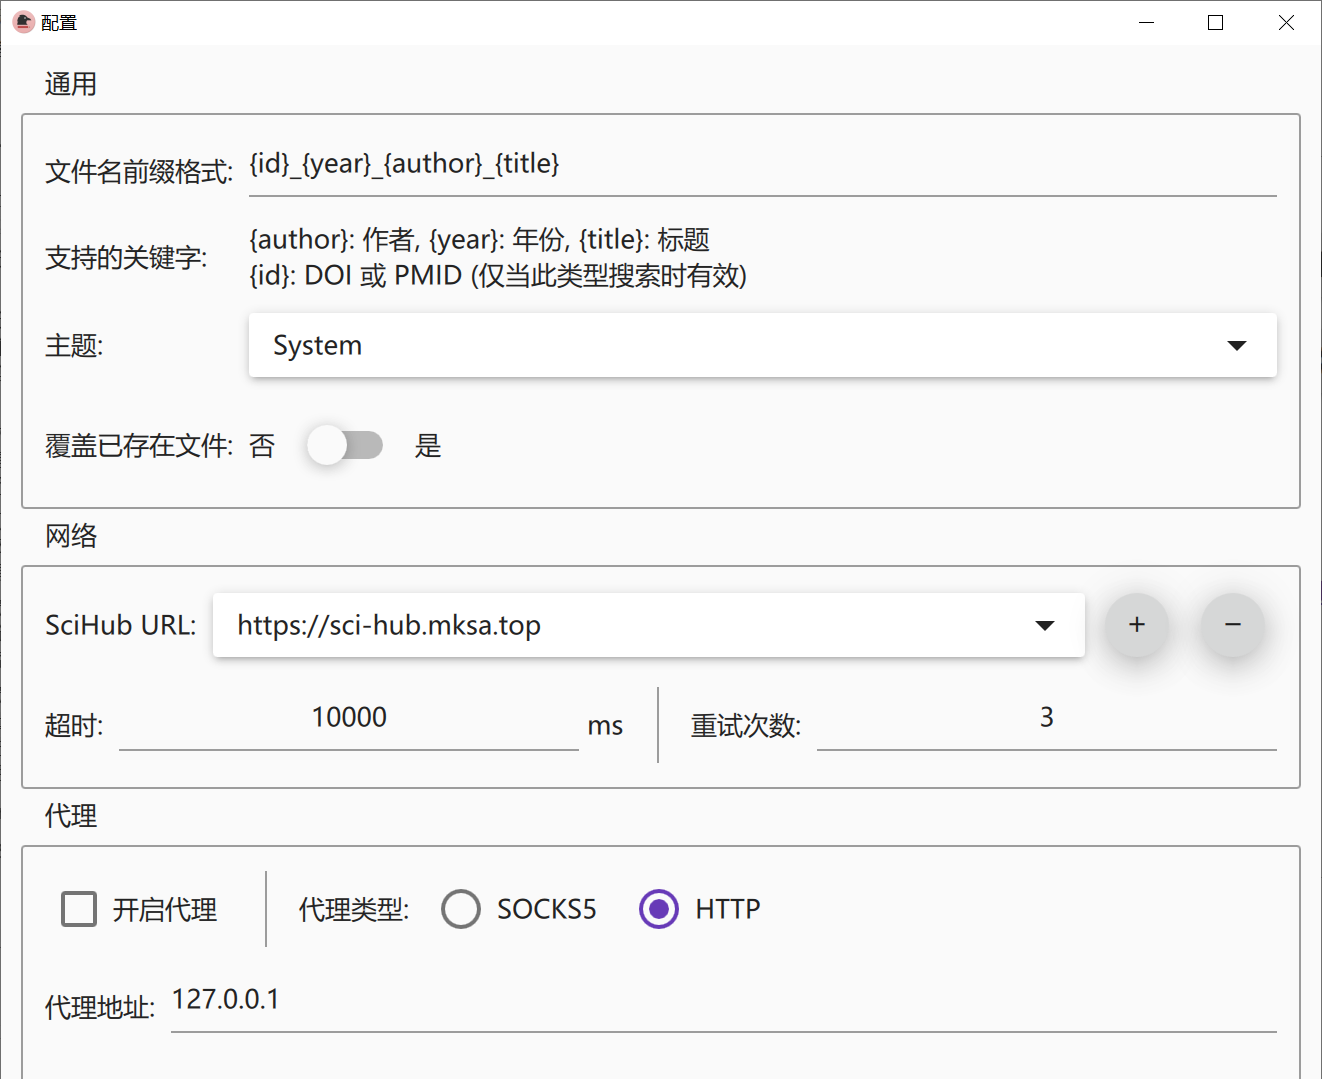 配置
通用
文件名前缀格式: {id}_{year}_{author}_{title}
支持的关键字: {author}: 作者, {year}: 年份, {title}: 标题
{id}: DOI 或 PMID (仅当此类型搜索时有效)
主题: System
覆盖已存在文件: 否 是
网络
SciHub URL: https://sci-hub.mksa.top + −
超时: 10000 ms 重试次数: 3
代理
开启代理 代理类型: SOCKS5 HTTP
代理地址: 127.0.0.1